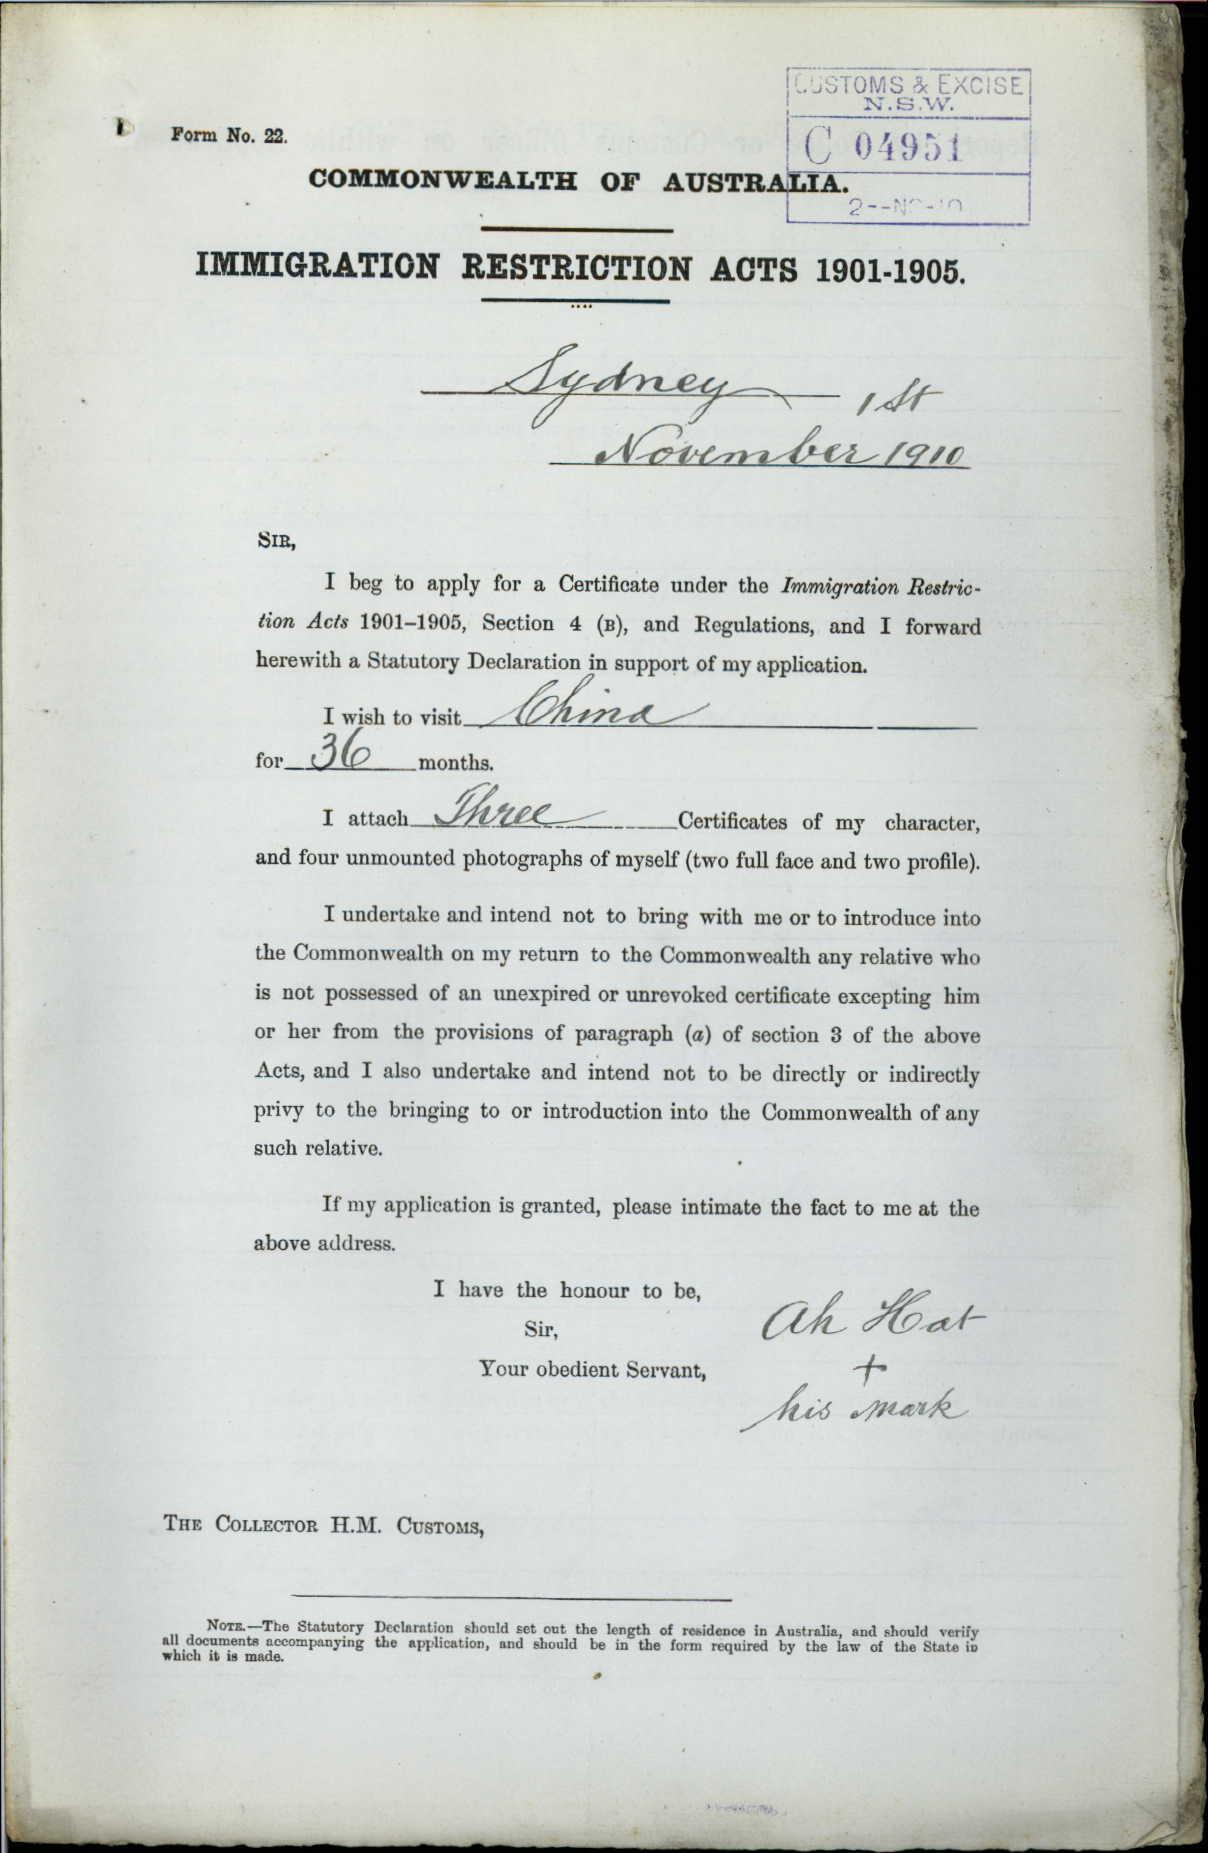 CUSTOMS & EXCISE
N.S.W.
C 04951
Form No. 22.
COMMONWEALTH OF AUSTRALIA.
IMMIGRATION RESTRICTION ACTS 1901-1905.
Sydney 1st
November 1910
SIR,
I beg to apply for a Certificate under the Immigration Restric-
tion Acts 1901-1905, Section 4 (B), and Regulations, and I forward
herewith a Statutory Declaration in support of my application.
I wish to visit China
for 36 months.
I attach Three Certificates of my character,
and four unmounted photographs of myself (two full face and two profile).
I undertake and intend not to bring with me or to introduce into
the Commonwealth on my return to the Commonwealth any relative who
is not possessed of an unexpired or unrevoked certificate excepting him
or her from the provisions of paragraph (a) of section 3 of the above
Acts, and I also undertake and intend not to be directly or indirectly
privy to the bringing to or introduction into the Commonwealth of any
such relative.
If my application is granted, please intimate the fact to me at the
above address.
I have the honour to be,
Sir,
Your obedient Servant,
Ah Hat
+
his mark
THE COLLECTOR H.M. CUSTOMS,
NOTE.—The Statutory Declaration should set out the length of residence in Australia, and should verify
all documents accompanying the application, and should be in the form required by the law of the State in
which it is made.